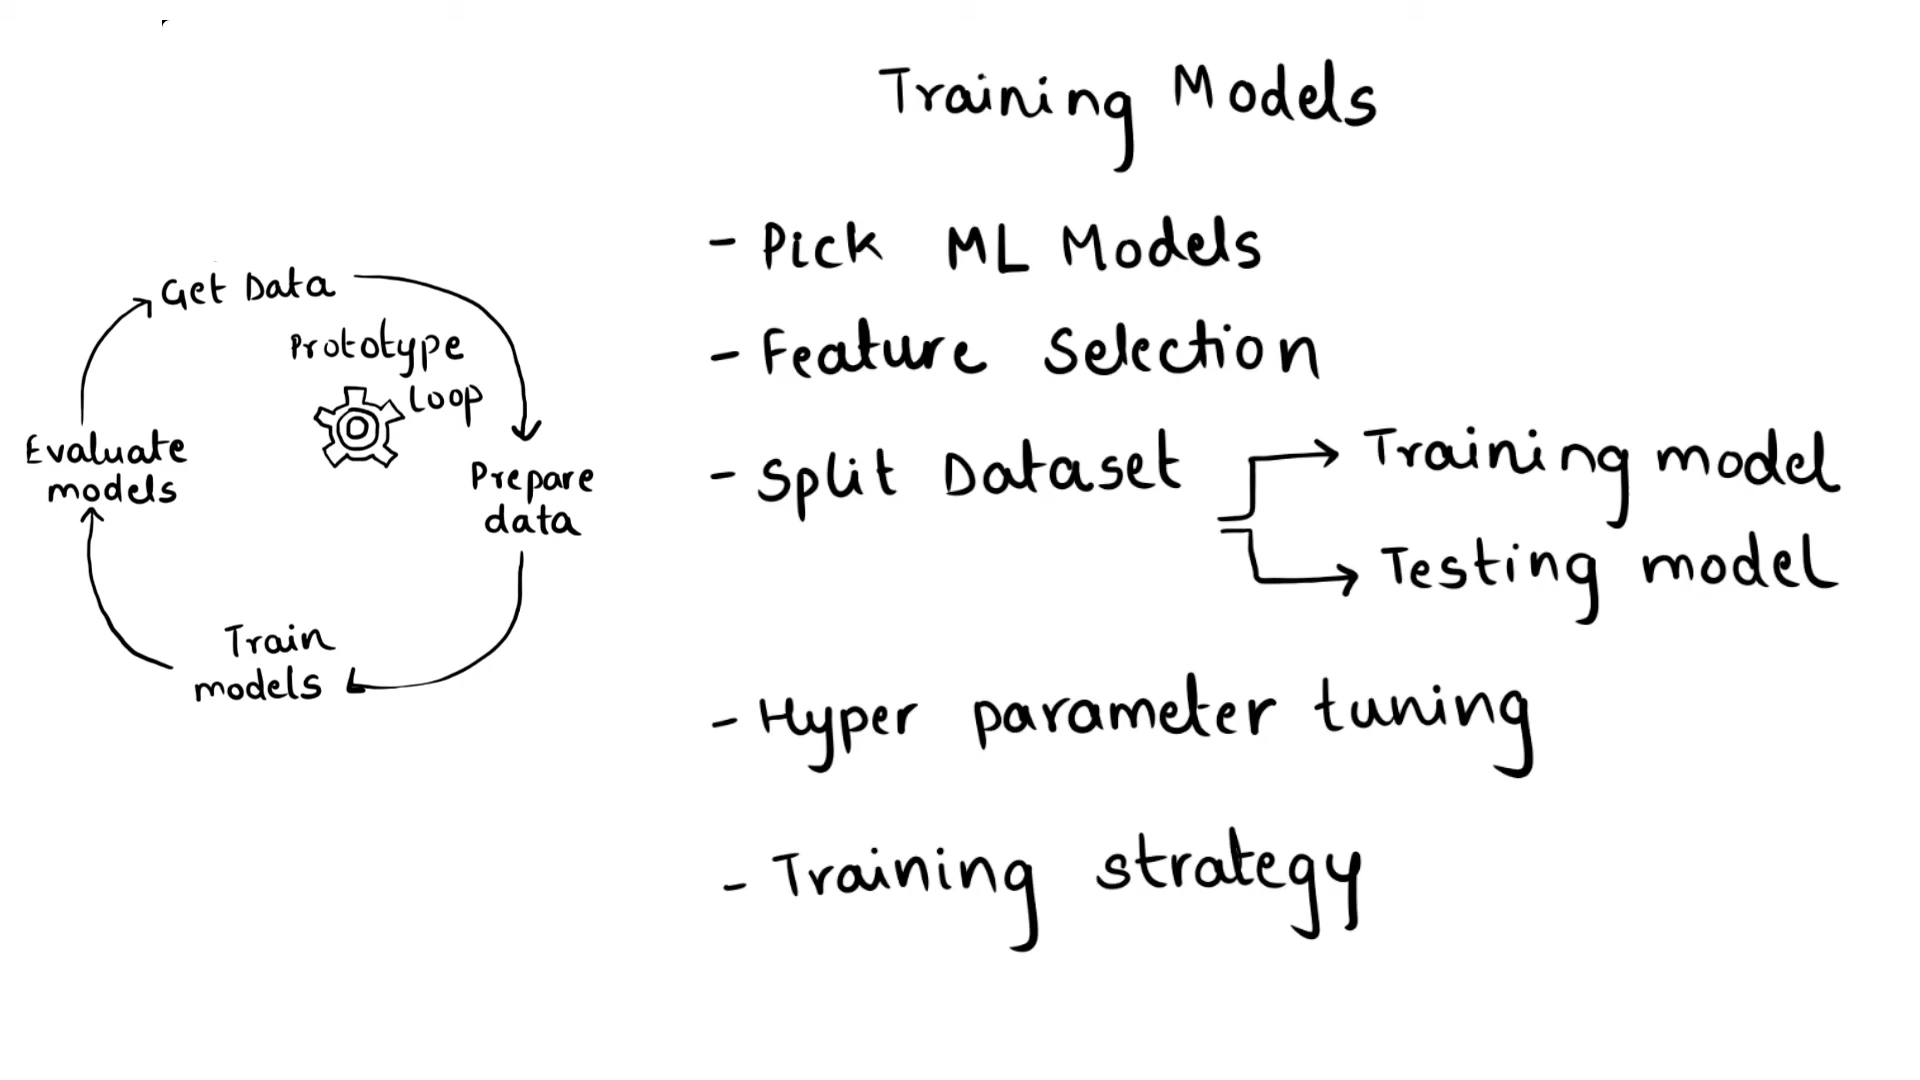 Training Models
Get Data
Prototype
Loop
Prepare
data
Train
models
Evaluate
models
- Pick ML Models
- Feature Selection
- Split Dataset
Training model
Testing model
- Hyper parameter tuning
- Training strategy